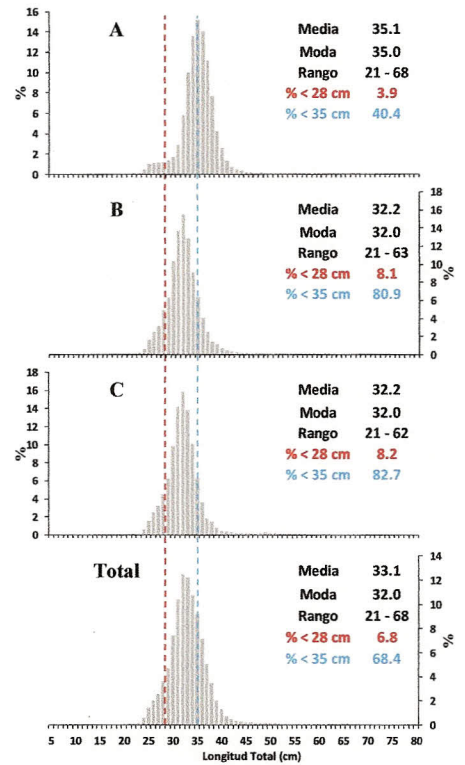 16
14
12
10
8
6
4
2
0
%
A
Media 35.1
Moda 35.0
Rango 21 - 68
% < 28 cm 3.9
% < 35 cm 40.4
18
16
14
12
10
8
6
4
2
0
%
B
Media 32.2
Moda 32.0
Rango 21 - 63
% < 28 cm 8.1
% < 35 cm 80.9
18
16
14
12
10
8
6
4
2
0
%
C
Media 32.2
Moda 32.0
Rango 21 - 62
% < 28 cm 8.2
% < 35 cm 82.7
14
12
10
8
6
4
2
0
%
Total
Media 33.1
Moda 32.0
Rango 21 - 68
% < 28 cm 6.8
% < 35 cm 68.4
5 10 15 20 25 30 35 40 45 50 55 60 65 70 75 80
Longitud Total (cm)